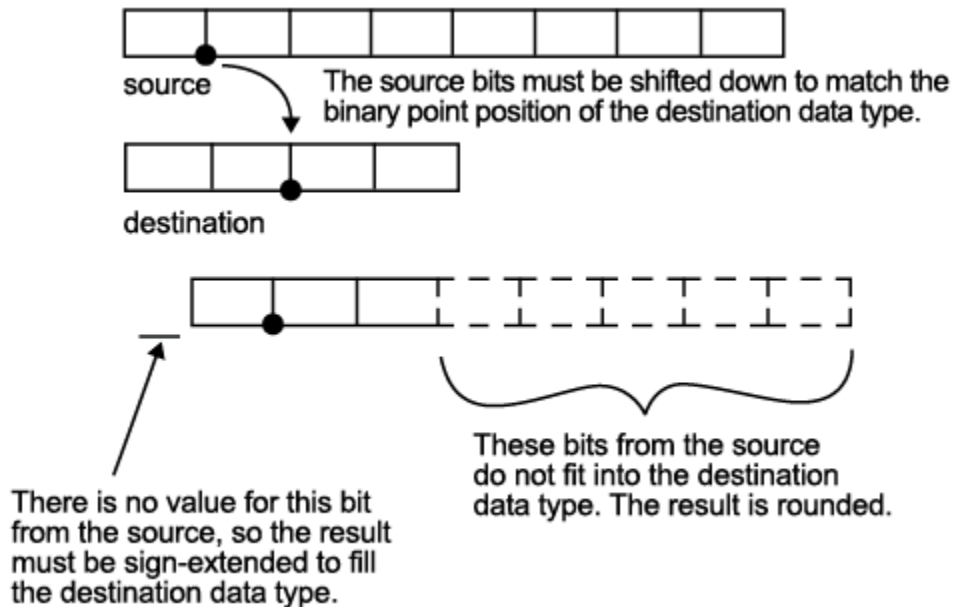 source
The source bits must be shifted down to match the
binary point position of the destination data type.
destination
These bits from the source
do not fit into the destination
data type. The result is rounded.
There is no value for this bit
from the source, so the result
must be sign-extended to fill
the destination data type.